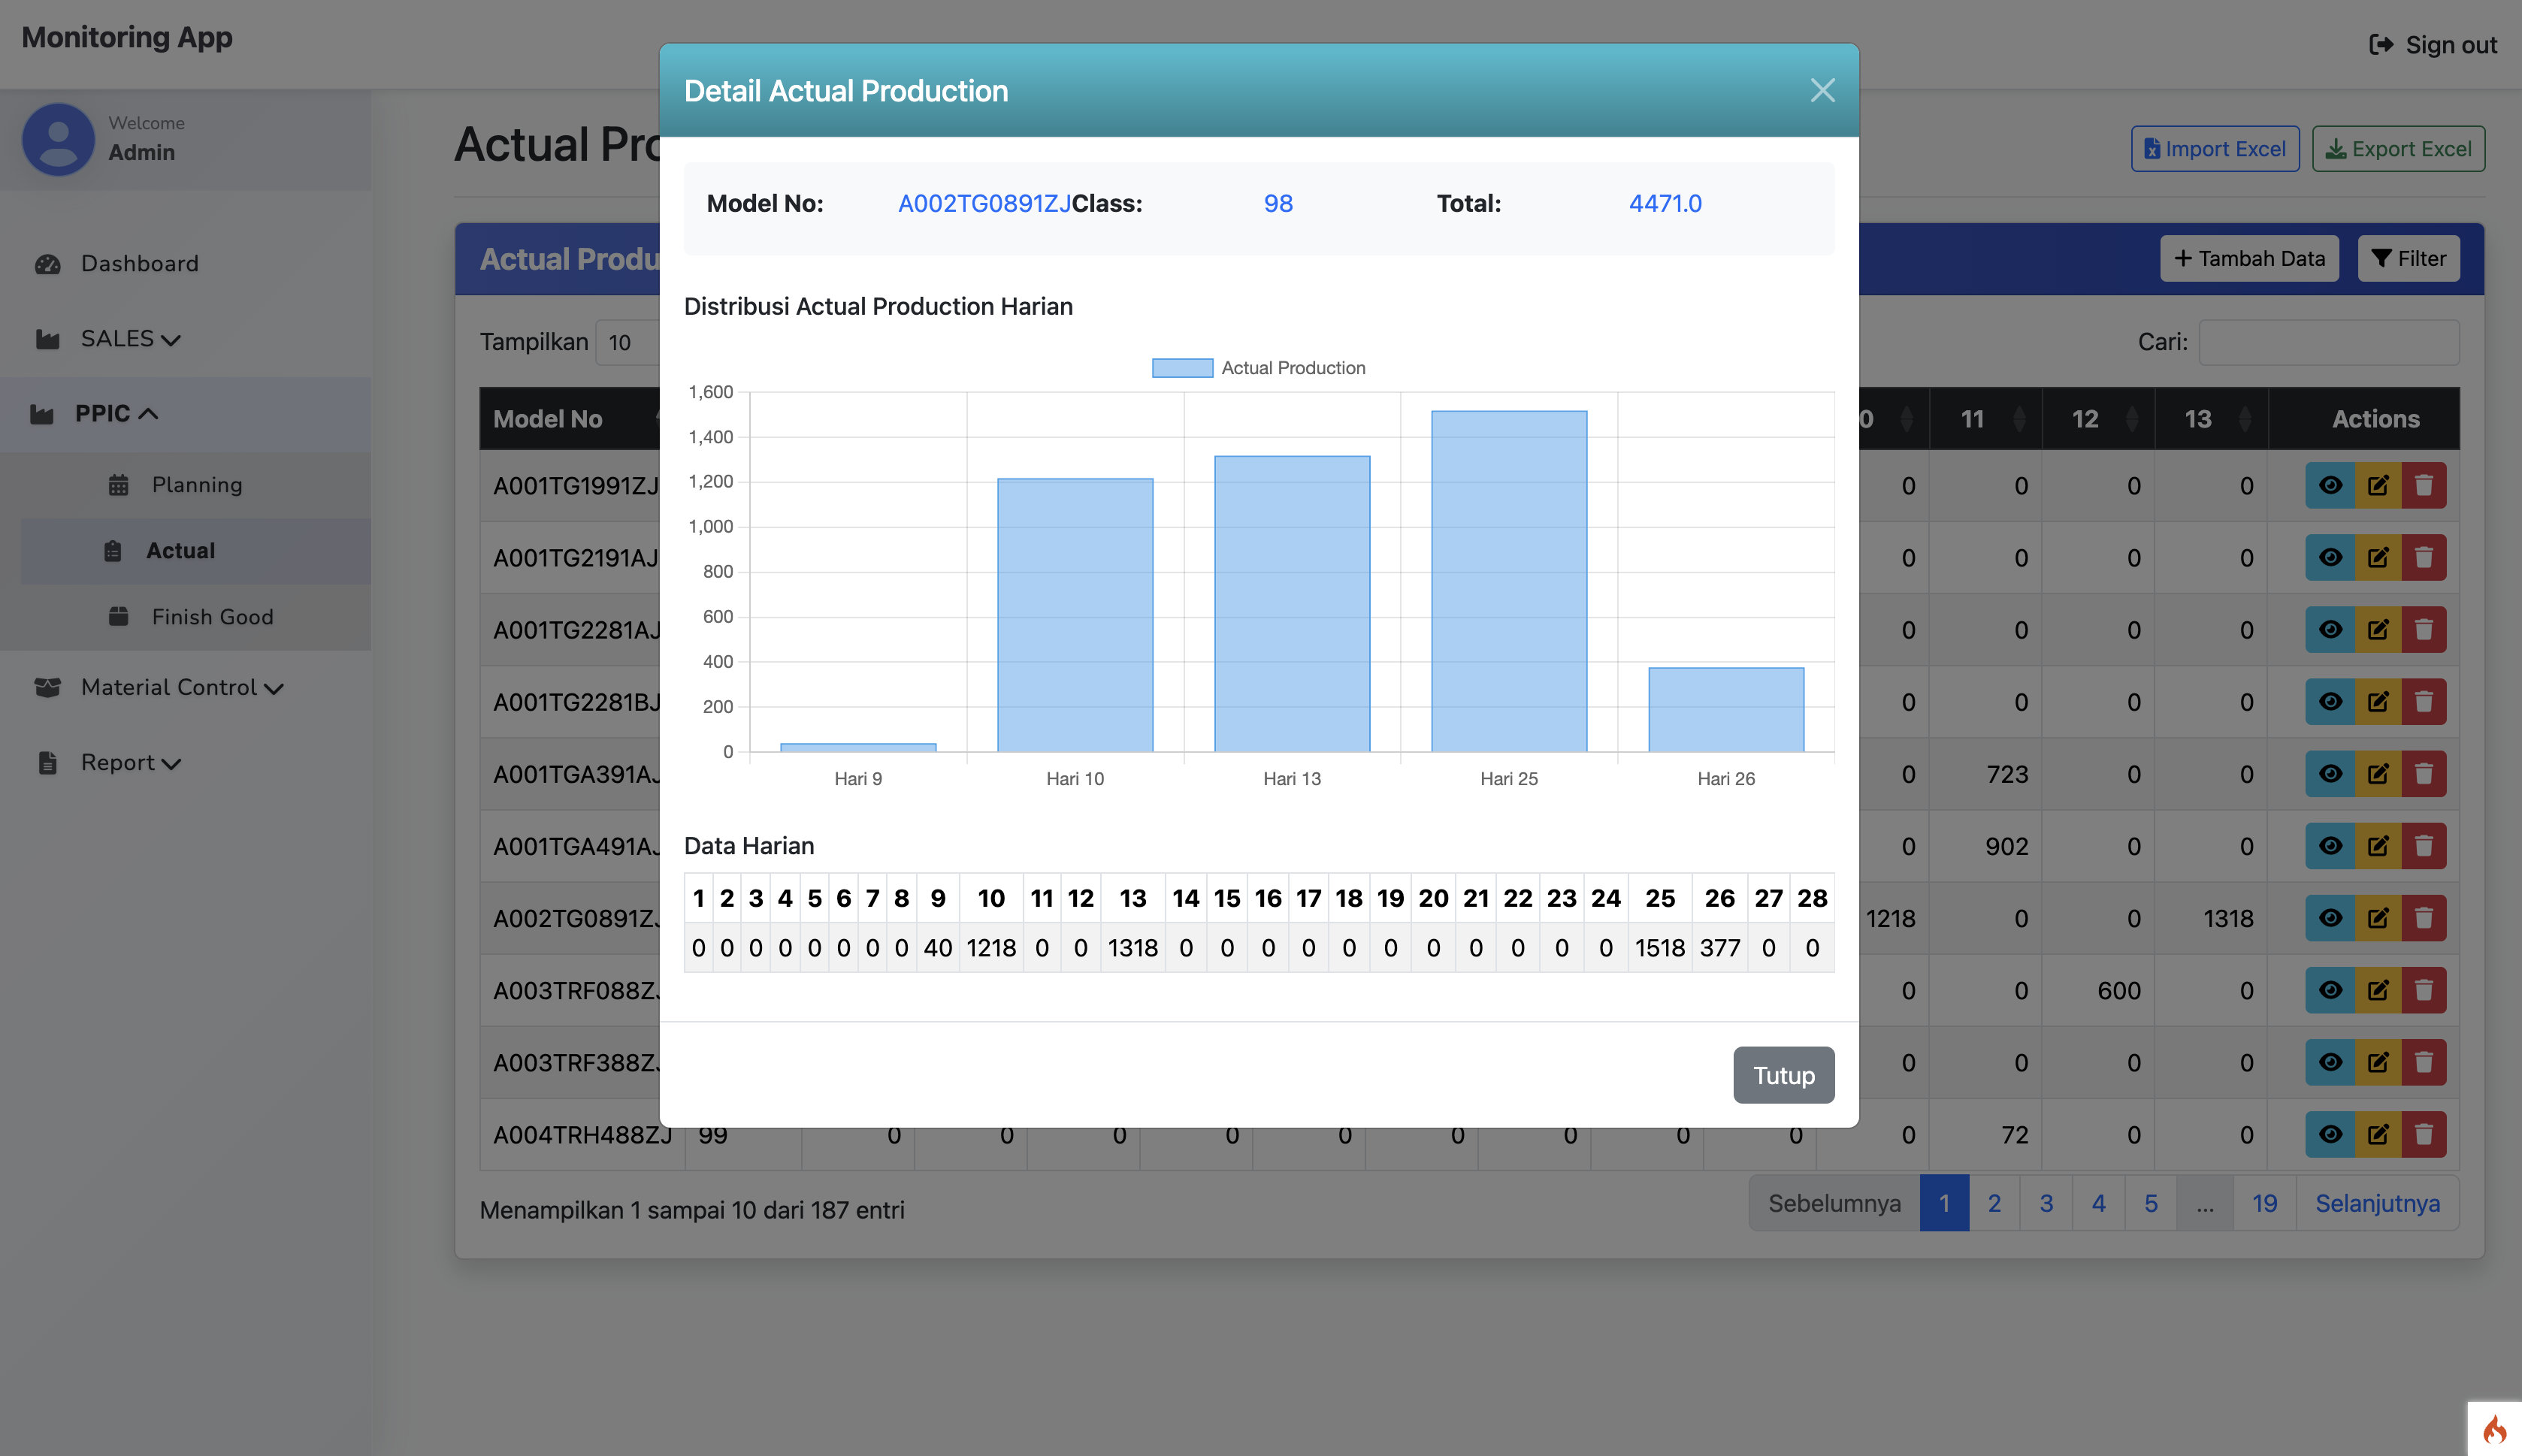 Monitoring App
Sign out
Welcome
Admin
Dashboard
SALES
PPIC
Planning
Actual
Finish Good
Material Control
Report
Import Excel
Export Excel
Tambah Data
Filter
Tampilkan 10
Cari:
Model No 11 12 13 Actions
A001TG1991ZJ 0 0 0 0
A001TG2191AJ 0 0 0 0
A001TG2281AJ 0 0 0 0
A001TG2281BJ 0 0 0 0
A001TGA391AJ 0 723 0 0
A001TGA491AJ 0 902 0 0
A002TG0891ZJ 1218 0 0 1318
A003TRF088ZJ 0 0 600 0
A003TRF388ZJ 0 0 0 0
A004TRH488ZJ 99 0 0 0 0 0 0 0 0 0 0 72 0 0
Menampilkan 1 sampai 10 dari 187 entri
Sebelumnya 1 2 3 4 5 ... 19 Selanjutnya
Detail Actual Production
Model No: A002TG0891ZJ Class: 98 Total: 4471.0
Distribusi Actual Production Harian
Actual Production
1,600
1,400
1,200
1,000
800
600
400
200
0
Hari 9 Hari 10 Hari 13 Hari 25 Hari 26
Data Harian
1 2 3 4 5 6 7 8 9 10 11 12 13 14 15 16 17 18 19 20 21 22 23 24 25 26 27 28
0 0 0 0 0 0 0 0 40 1218 0 0 1318 0 0 0 0 0 0 0 0 0 0 0 1518 377 0 0
Tutup